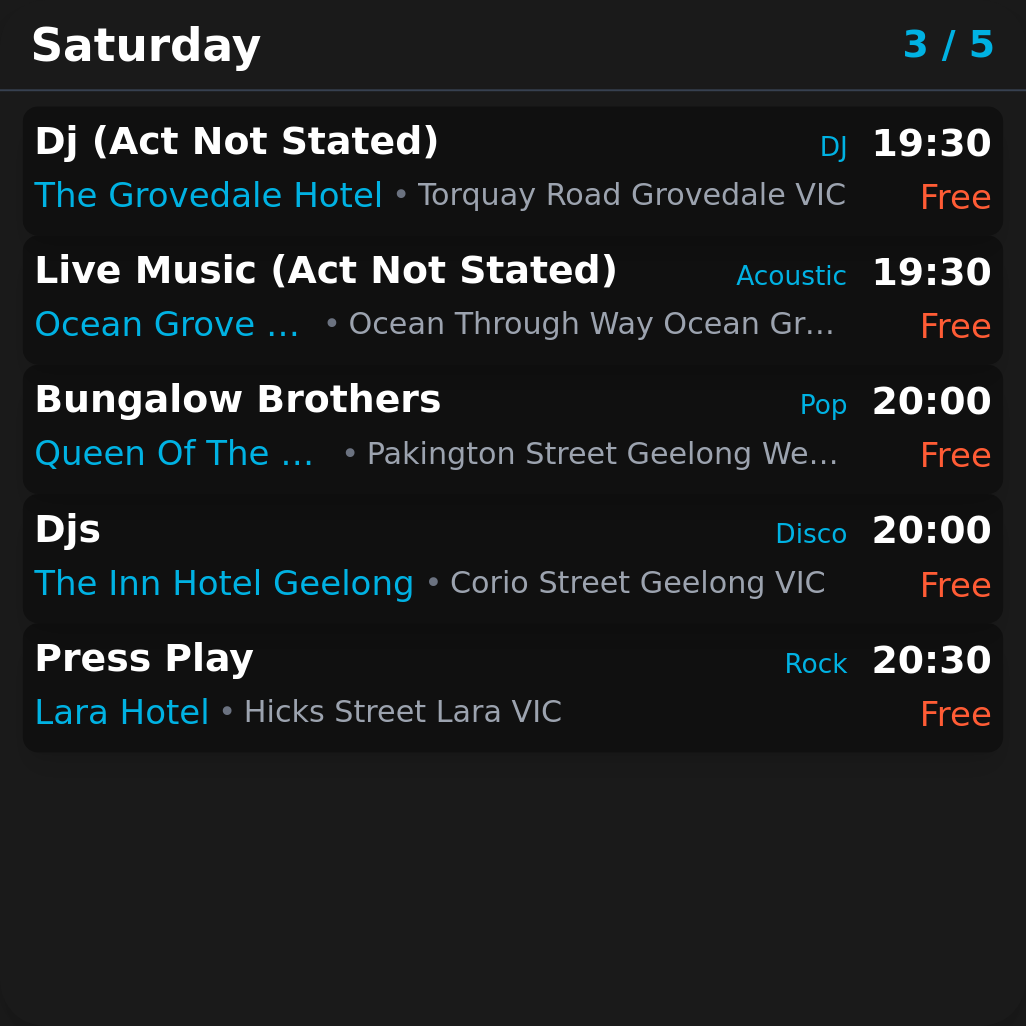 Saturday 3 / 5
Dj (Act Not Stated) DJ 19:30
The Grovedale Hotel • Torquay Road Grovedale VIC Free
Live Music (Act Not Stated) Acoustic 19:30
Ocean Grove ... • Ocean Through Way Ocean Gr... Free
Bungalow Brothers Pop 20:00
Queen Of The ... • Pakington Street Geelong We... Free
Djs Disco 20:00
The Inn Hotel Geelong • Corio Street Geelong VIC Free
Press Play Rock 20:30
Lara Hotel • Hicks Street Lara VIC Free